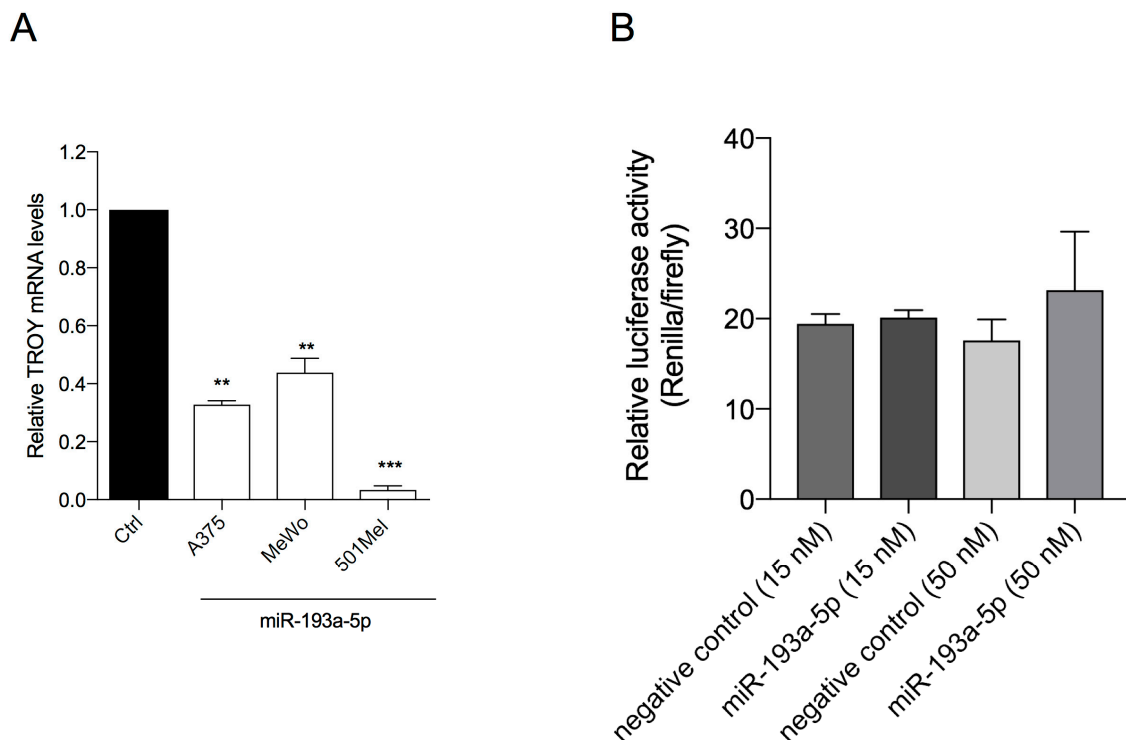 A
B
Relative TROY mRNA levels
1.2
1.0
0.8
0.6
0.4
0.2
0.0
**
**
***
Ctrl
A375
MeWo
501Mel
miR-193a-5p
Relative luciferase activity
(Renilla/firefly)
40
30
20
10
0
negative control (15 nM)
miR-193a-5p (15 nM)
negative control (50 nM)
miR-193a-5p (50 nM)